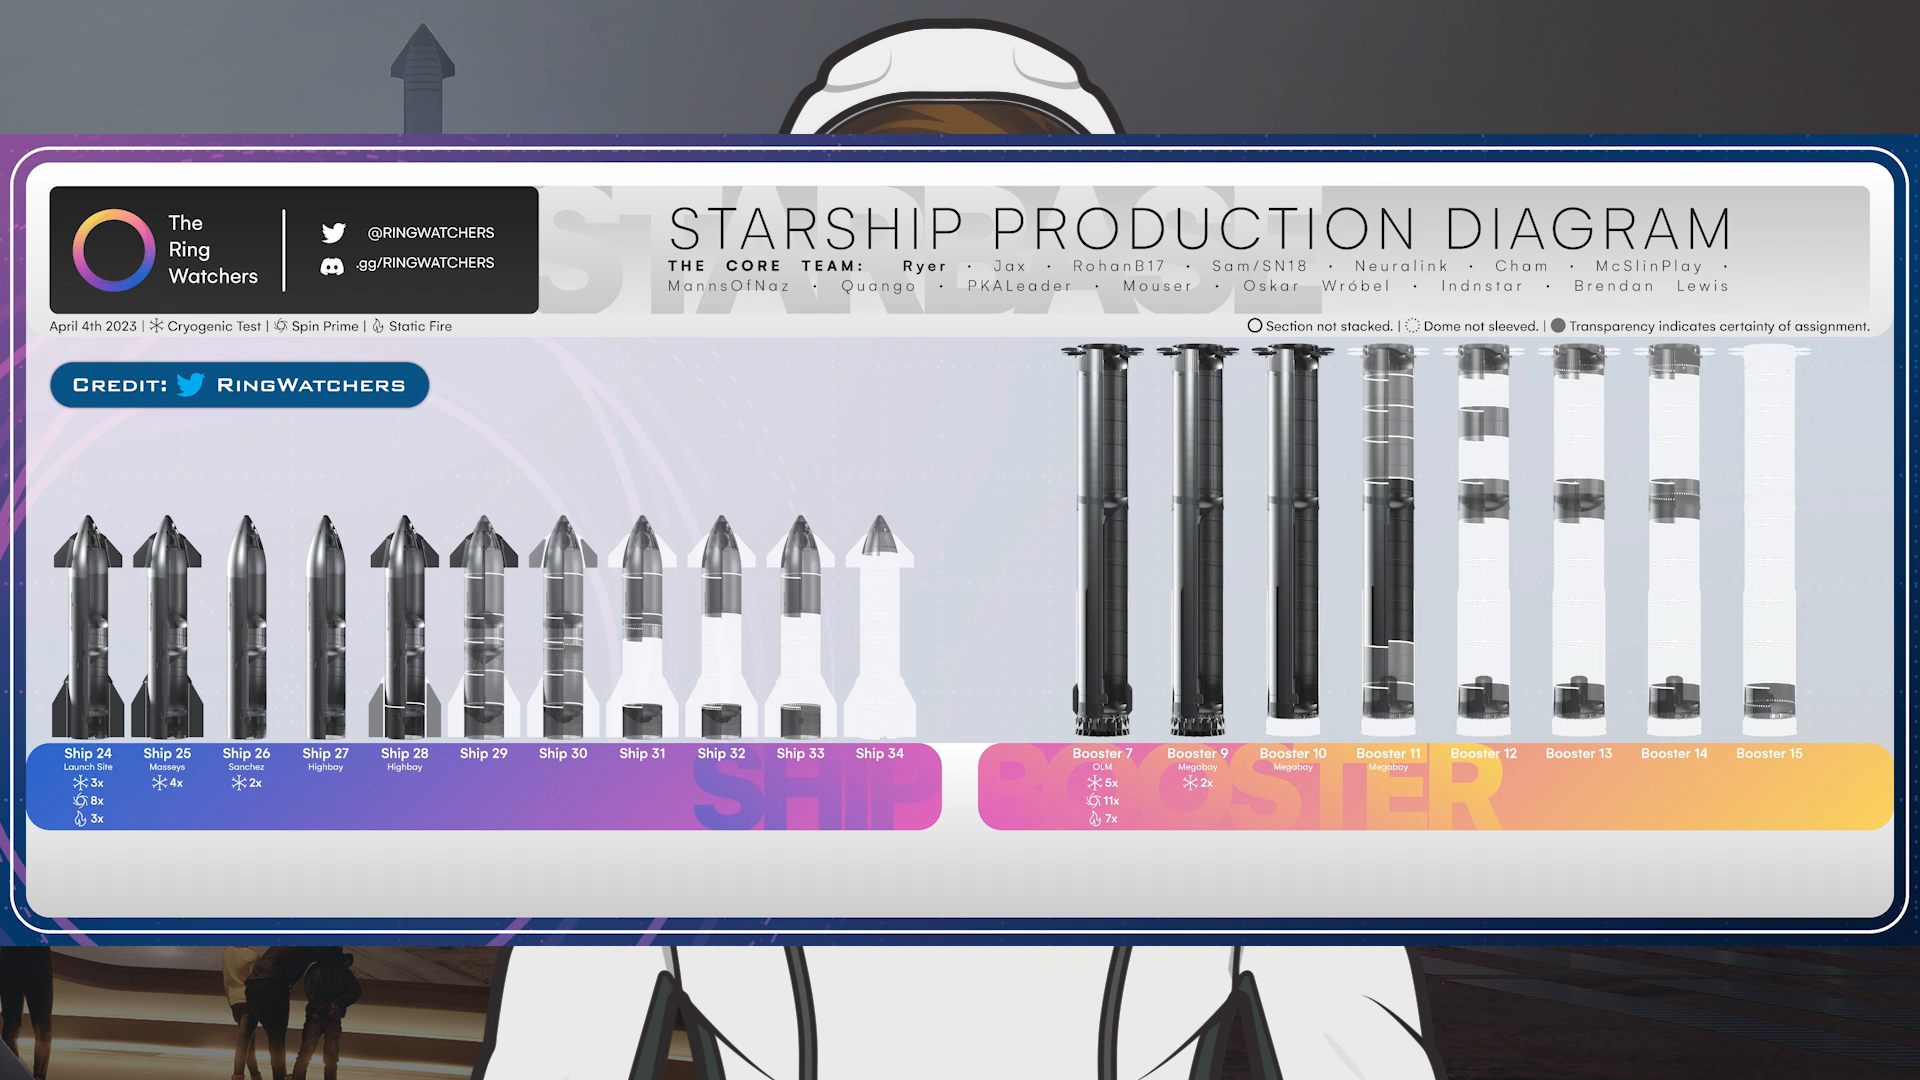 STARBASE
The
Ring
Watchers
@RINGWATCHERS
.gg/RINGWATCHERS
STARSHIP PRODUCTION DIAGRAM
THE CORE TEAM: Ryer · Jax · RohanB17 · Sam/SN18 · Neuralink · Cham · McSlinPlay ·
MannsOfNaz · Quango · PKALeader · Mouser · Oskar Wróbel · Indnstar · Brendan Lewis
April 4th 2023 | Cryogenic Test | Spin Prime | Static Fire
Section not stacked. | Dome not sleeved. | Transparency indicates certainty of assignment.
CREDIT: RINGWATCHERS
Ship 24 Ship 25 Ship 26 Ship 27 Ship 28 Ship 29 Ship 30 Ship 31 Ship 32 Ship 33 Ship 34
Launch Site Masseys Sanchez Highbay Highbay
3x 4x 2x
8x
3x
SHIP
Booster 7 Booster 9 Booster 10 Booster 11 Booster 12 Booster 13 Booster 14 Booster 15
OLM Megabay Megabay Megabay
5x 2x
11x
7x
BOOSTER